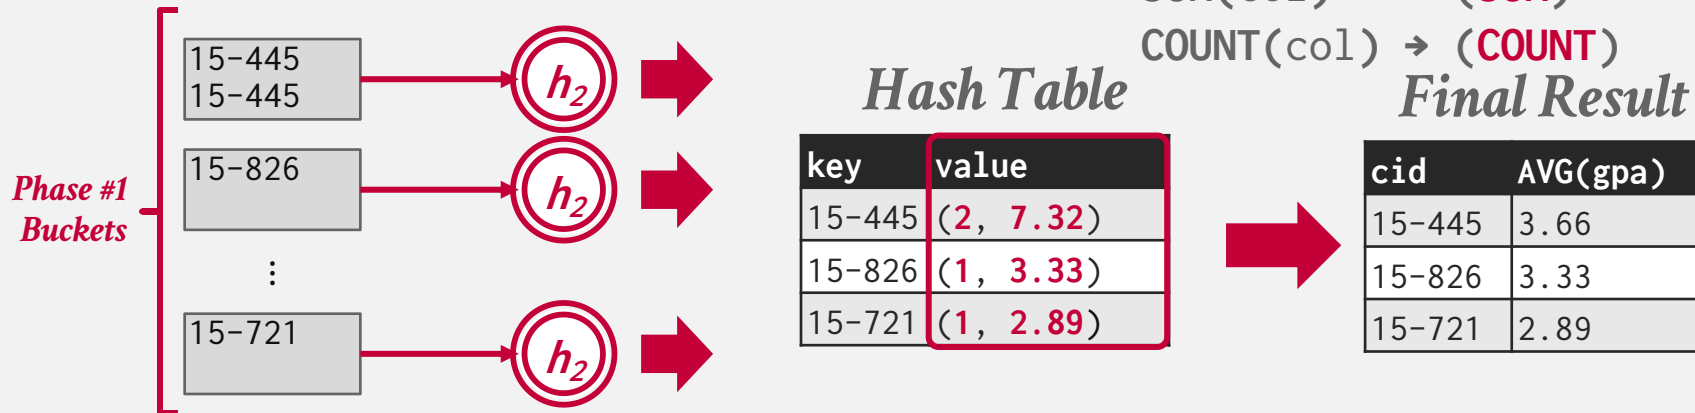 COUNT(col) → (COUNT)
Phase #1
Buckets
15-445
15-445
h2
15-826
h2
⋮
15-721
h2
Hash Table
key value
15-445 (2, 7.32)
15-826 (1, 3.33)
15-721 (1, 2.89)
Final Result
cid AVG(gpa)
15-445 3.66
15-826 3.33
15-721 2.89